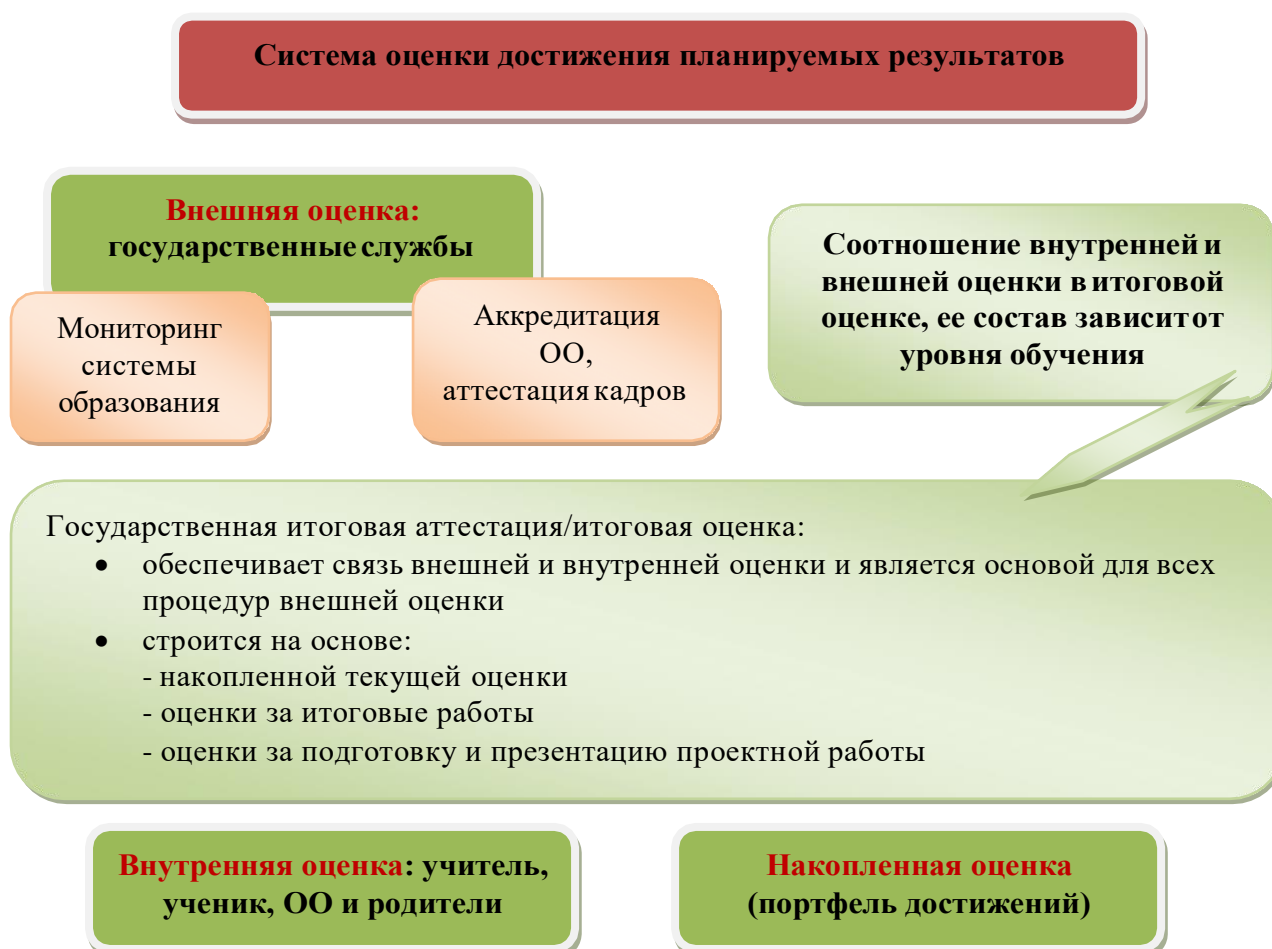 Система оценки достижения планируемых результатов
Внешняя оценка:
государственные службы
Мониторинг
системы
образования
Аккредитация
ОО,
аттестация кадров
Соотношение внутренней и
внешней оценки в итоговой
оценке, ее состав зависит от
уровня обучения
Государственная итоговая аттестация/итоговая оценка:
• обеспечивает связь внешней и внутренней оценки и является основой для всех
процедур внешней оценки
• строится на основе:
- накопленной текущей оценки
- оценки за итоговые работы
- оценки за подготовку и презентацию проектной работы
Внутренняя оценка: учитель,
ученик, ОО и родители
Накопленная оценка
(портфель достижений)